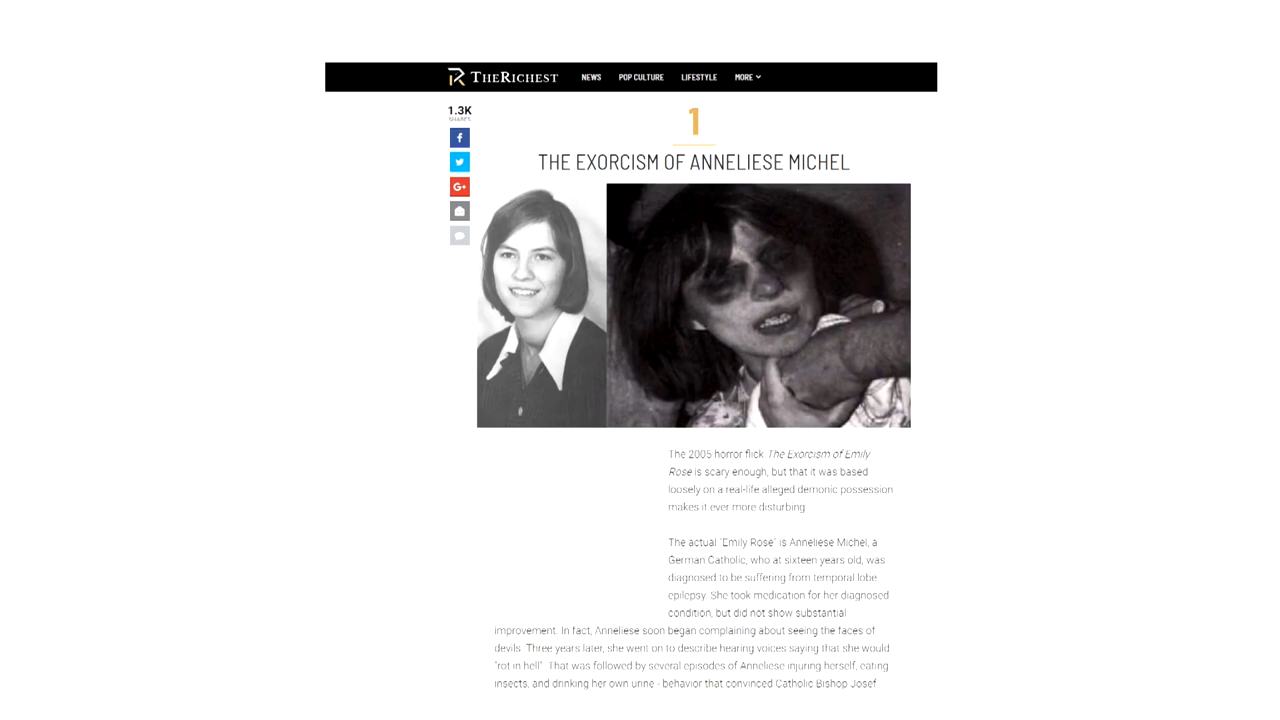 THERICHEST NEWS POP CULTURE LIFESTYLE MORE
1.3K
SHARES
1
THE EXORCISM OF ANNELIESE MICHEL
The 2005 horror flick The Exorcism of Emily
Rose is scary enough, but that it was based
loosely on a real-life alleged demonic possession
makes it ever more disturbing.
The actual "Emily Rose" is Anneliese Michel, a
German Catholic, who at sixteen years old, was
diagnosed to be suffering from temporal lobe
epilepsy. She took medication for her diagnosed
condition, but did not show substantial
improvement. In fact, Anneliese soon began complaining about seeing the faces of
devils. Three years later, she went on to describe hearing voices saying that she would
"rot in hell". That was followed by several episodes of Anneliese injuring herself, eating
insects, and drinking her own urine - behavior that convinced Catholic Bishop Josef